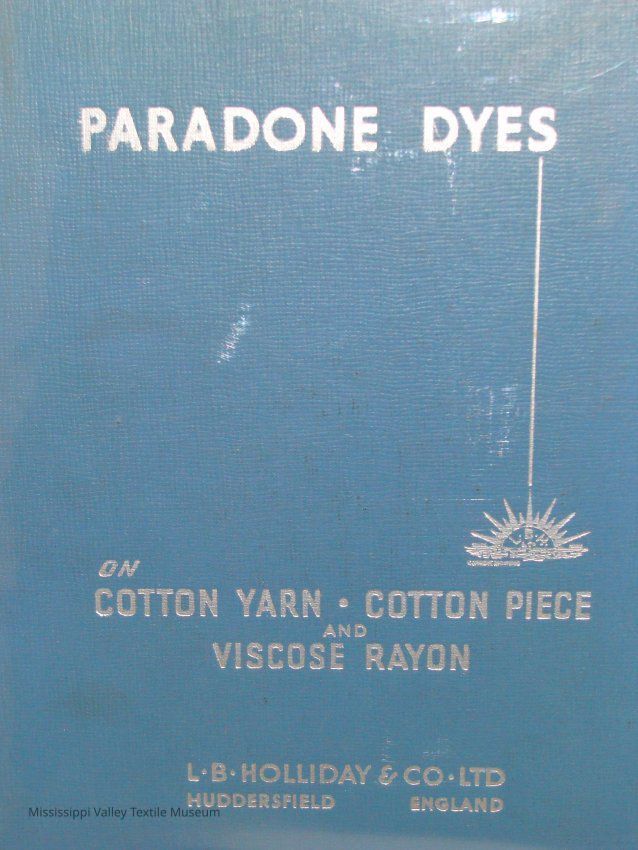 PARADONE DYES
ON
COTTON YARN • COTTON PIECE
AND
VISCOSE RAYON
L·B·HOLLIDAY & CO·LTD
HUDDERSFIELD ENGLAND
Mississippi Valley Textile Museum